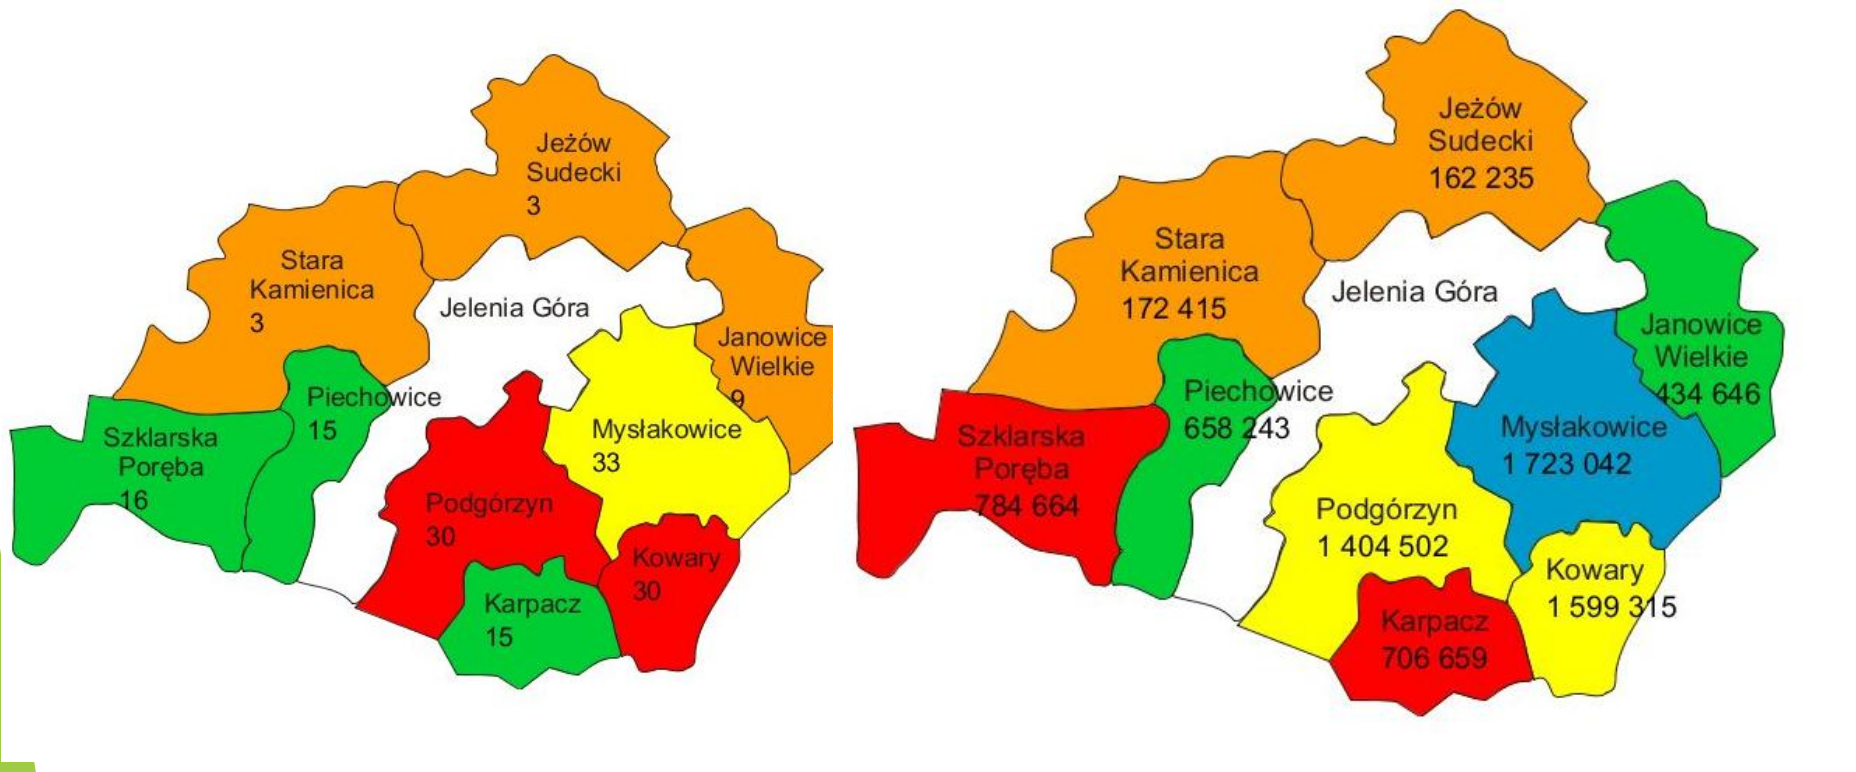 Jeżów
Sudecki
3
Stara
Kamienica
3
Jelenia Góra
Janowice
Wielkie
9
Piechowice
15
Szklarska
Poręba
16
Mysłakowice
33
Podgórzyn
30
Kowary
30
Karpacz
15
Jeżów
Sudecki
162 235
Stara
Kamienica
172 415
Jelenia Góra
Janowice
Wielkie
434 646
Piechowice
658 243
Szklarska
Poręba
784 664
Mysłakowice
1 723 042
Podgórzyn
1 404 502
Kowary
1 599 315
Karpacz
706 659